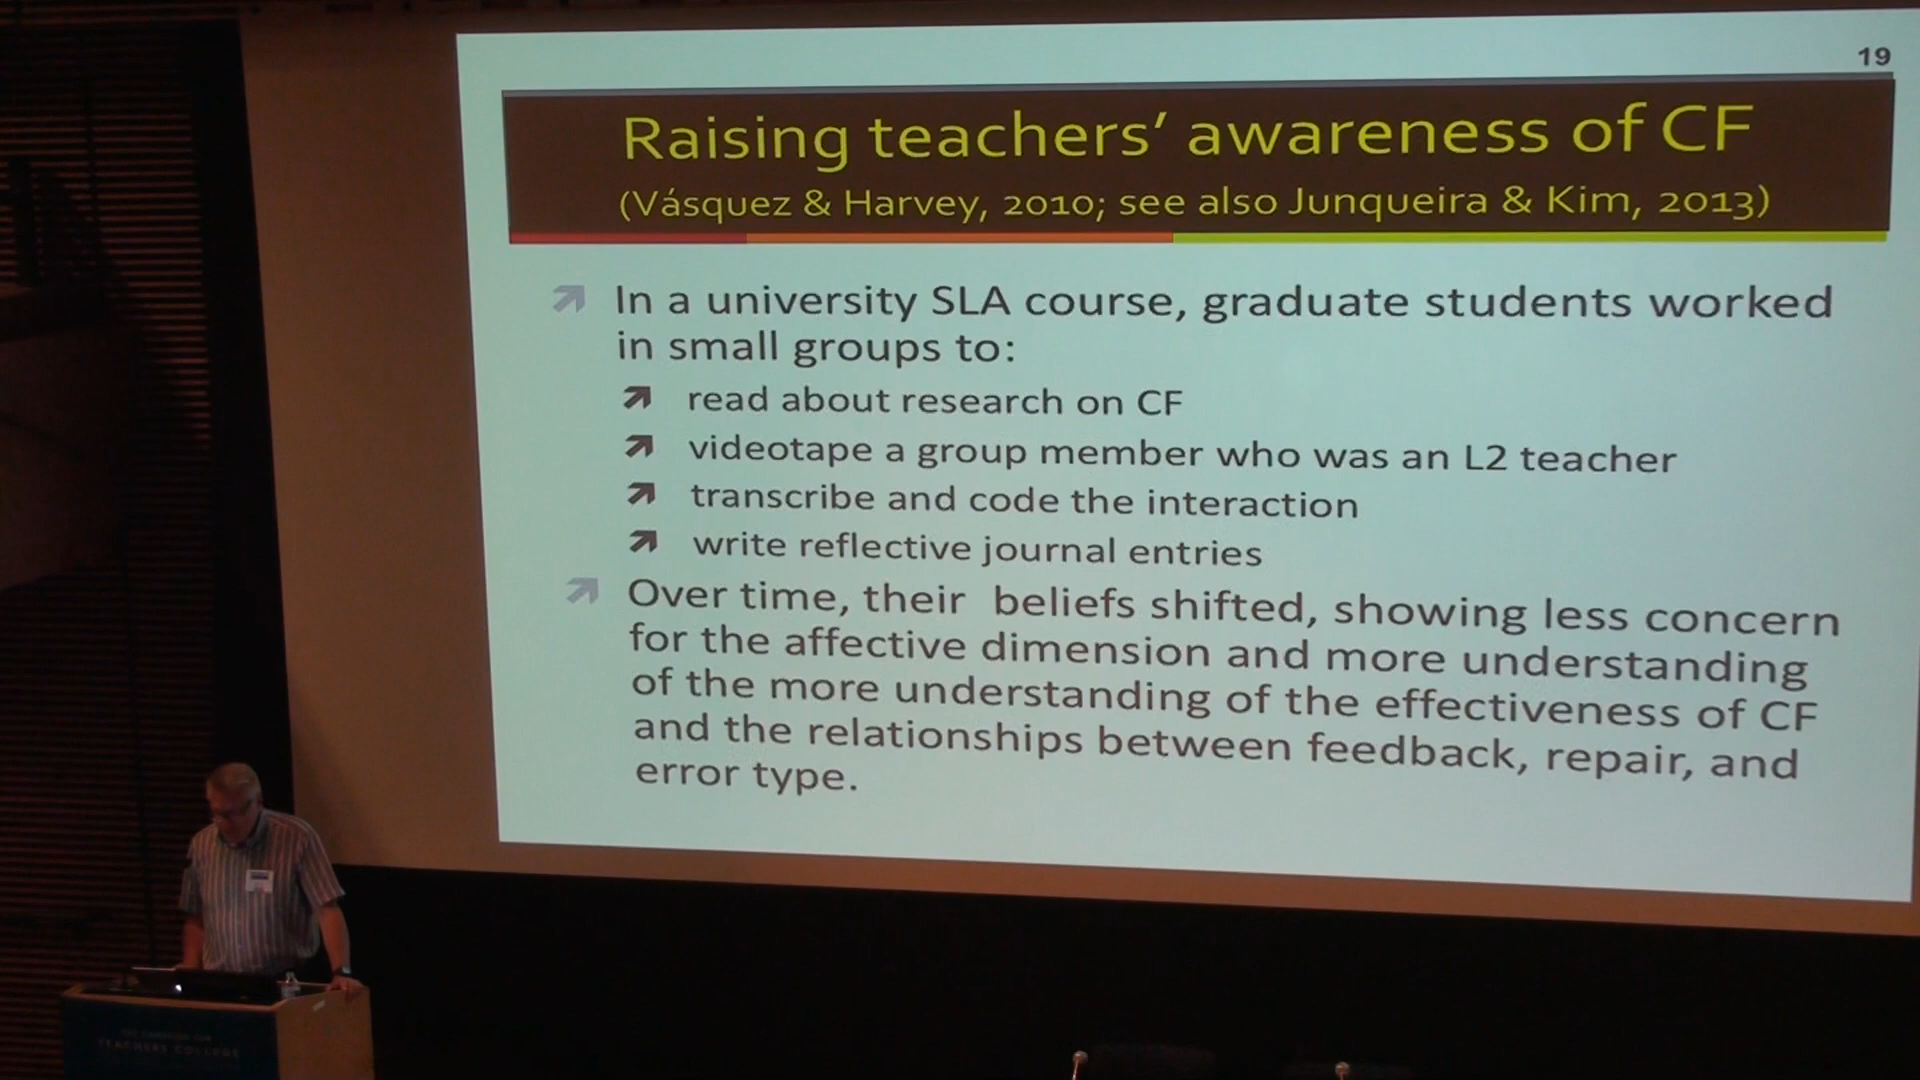 19
Raising teachers’ awareness of CF
(Vásquez & Harvey, 2010; see also Junqueira & Kim, 2013)
In a university SLA course, graduate students worked
in small groups to:
read about research on CF
videotape a group member who was an L2 teacher
transcribe and code the interaction
write reflective journal entries
Over time, their beliefs shifted, showing less concern
for the affective dimension and more understanding
of the more understanding of the effectiveness of CF
and the relationships between feedback, repair, and
error type.
TEACHERS COLLEGE